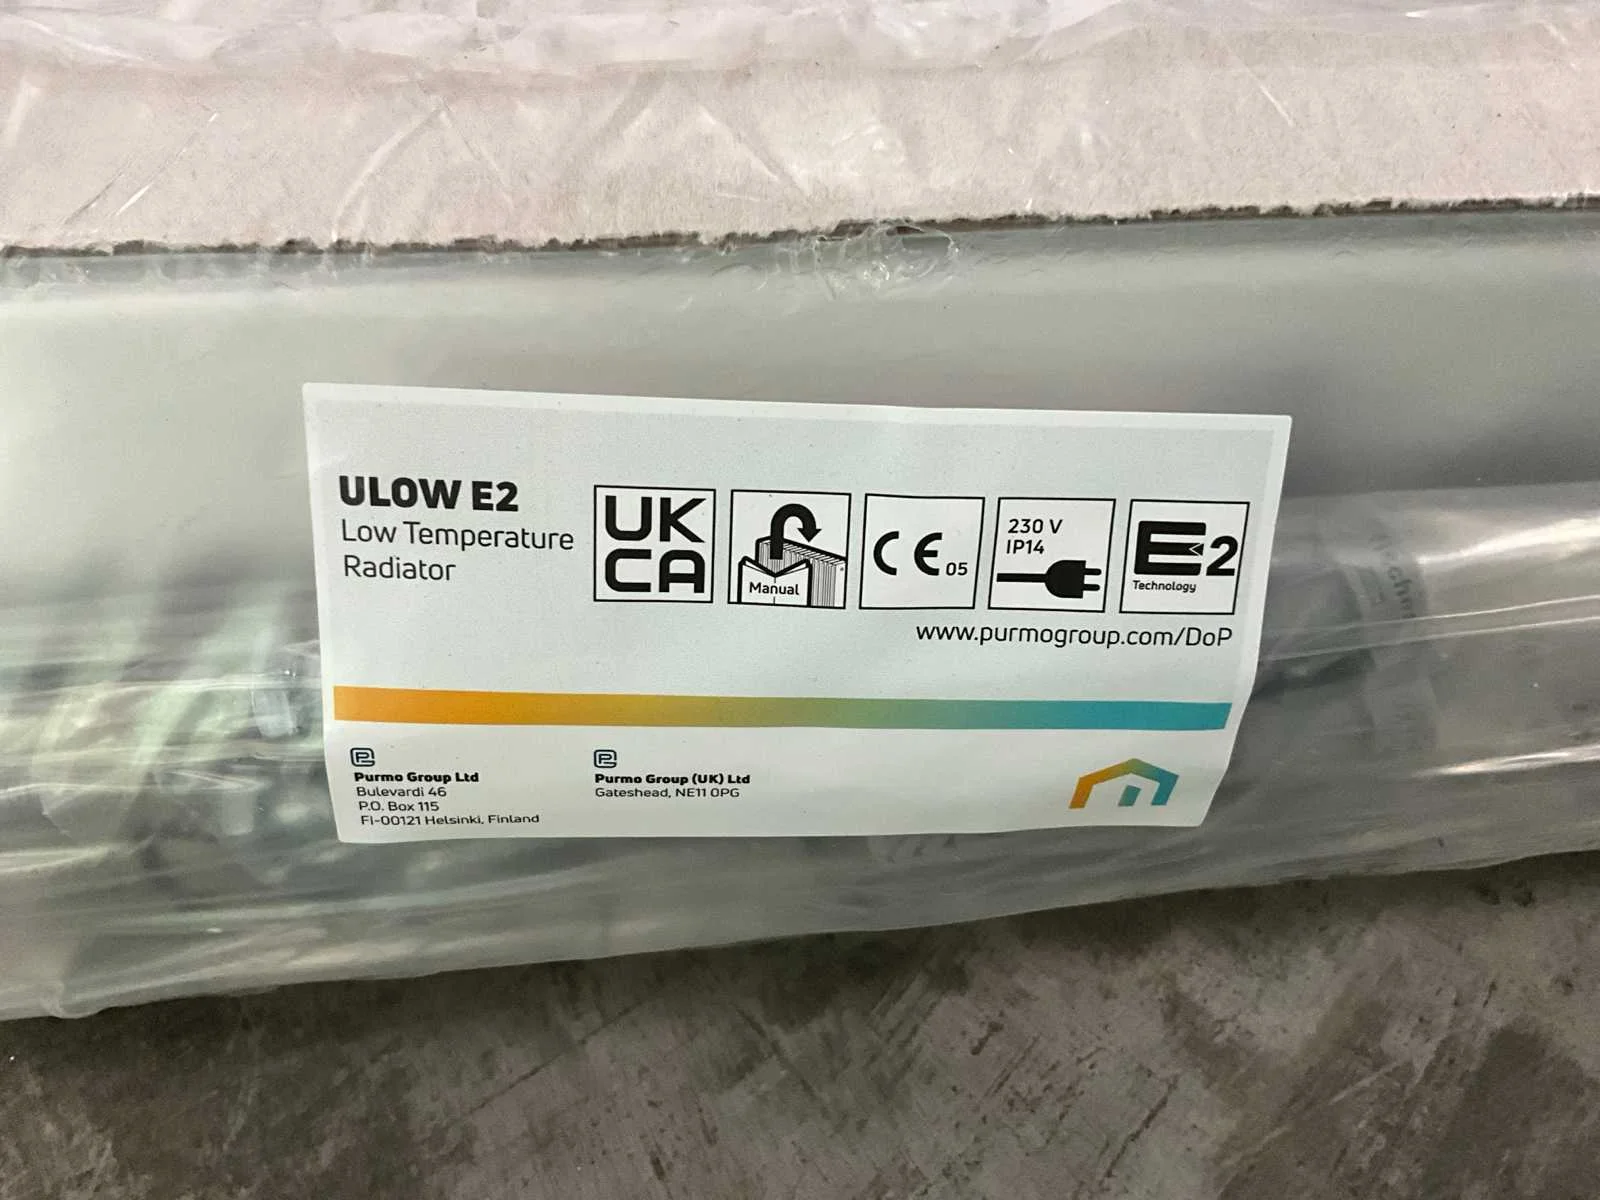 ULOW E2
Low Temperature
Radiator
UK
CA
Manual
CE 05
230 V
IP14
E2
Technology
www.purmogroup.com/DoP
Purmo Group Ltd
Bulevardi 46
P.O. Box 115
FI-00121 Helsinki, Finland
Purmo Group (UK) Ltd
Gateshead, NE11 0PG